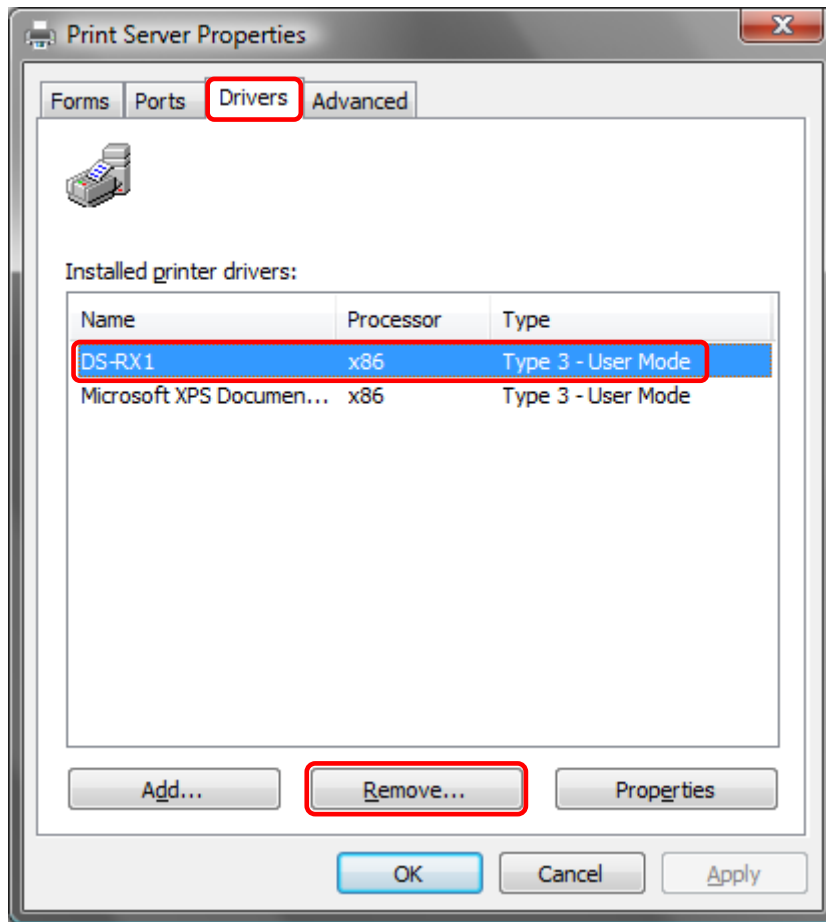 Print Server Properties
Forms Ports Drivers Advanced
Installed printer drivers:
Name Processor Type
DS-RX1 x86 Type 3 - User Mode
Microsoft XPS Documen... x86 Type 3 - User Mode
Add... Remove... Properties
OK Cancel Apply